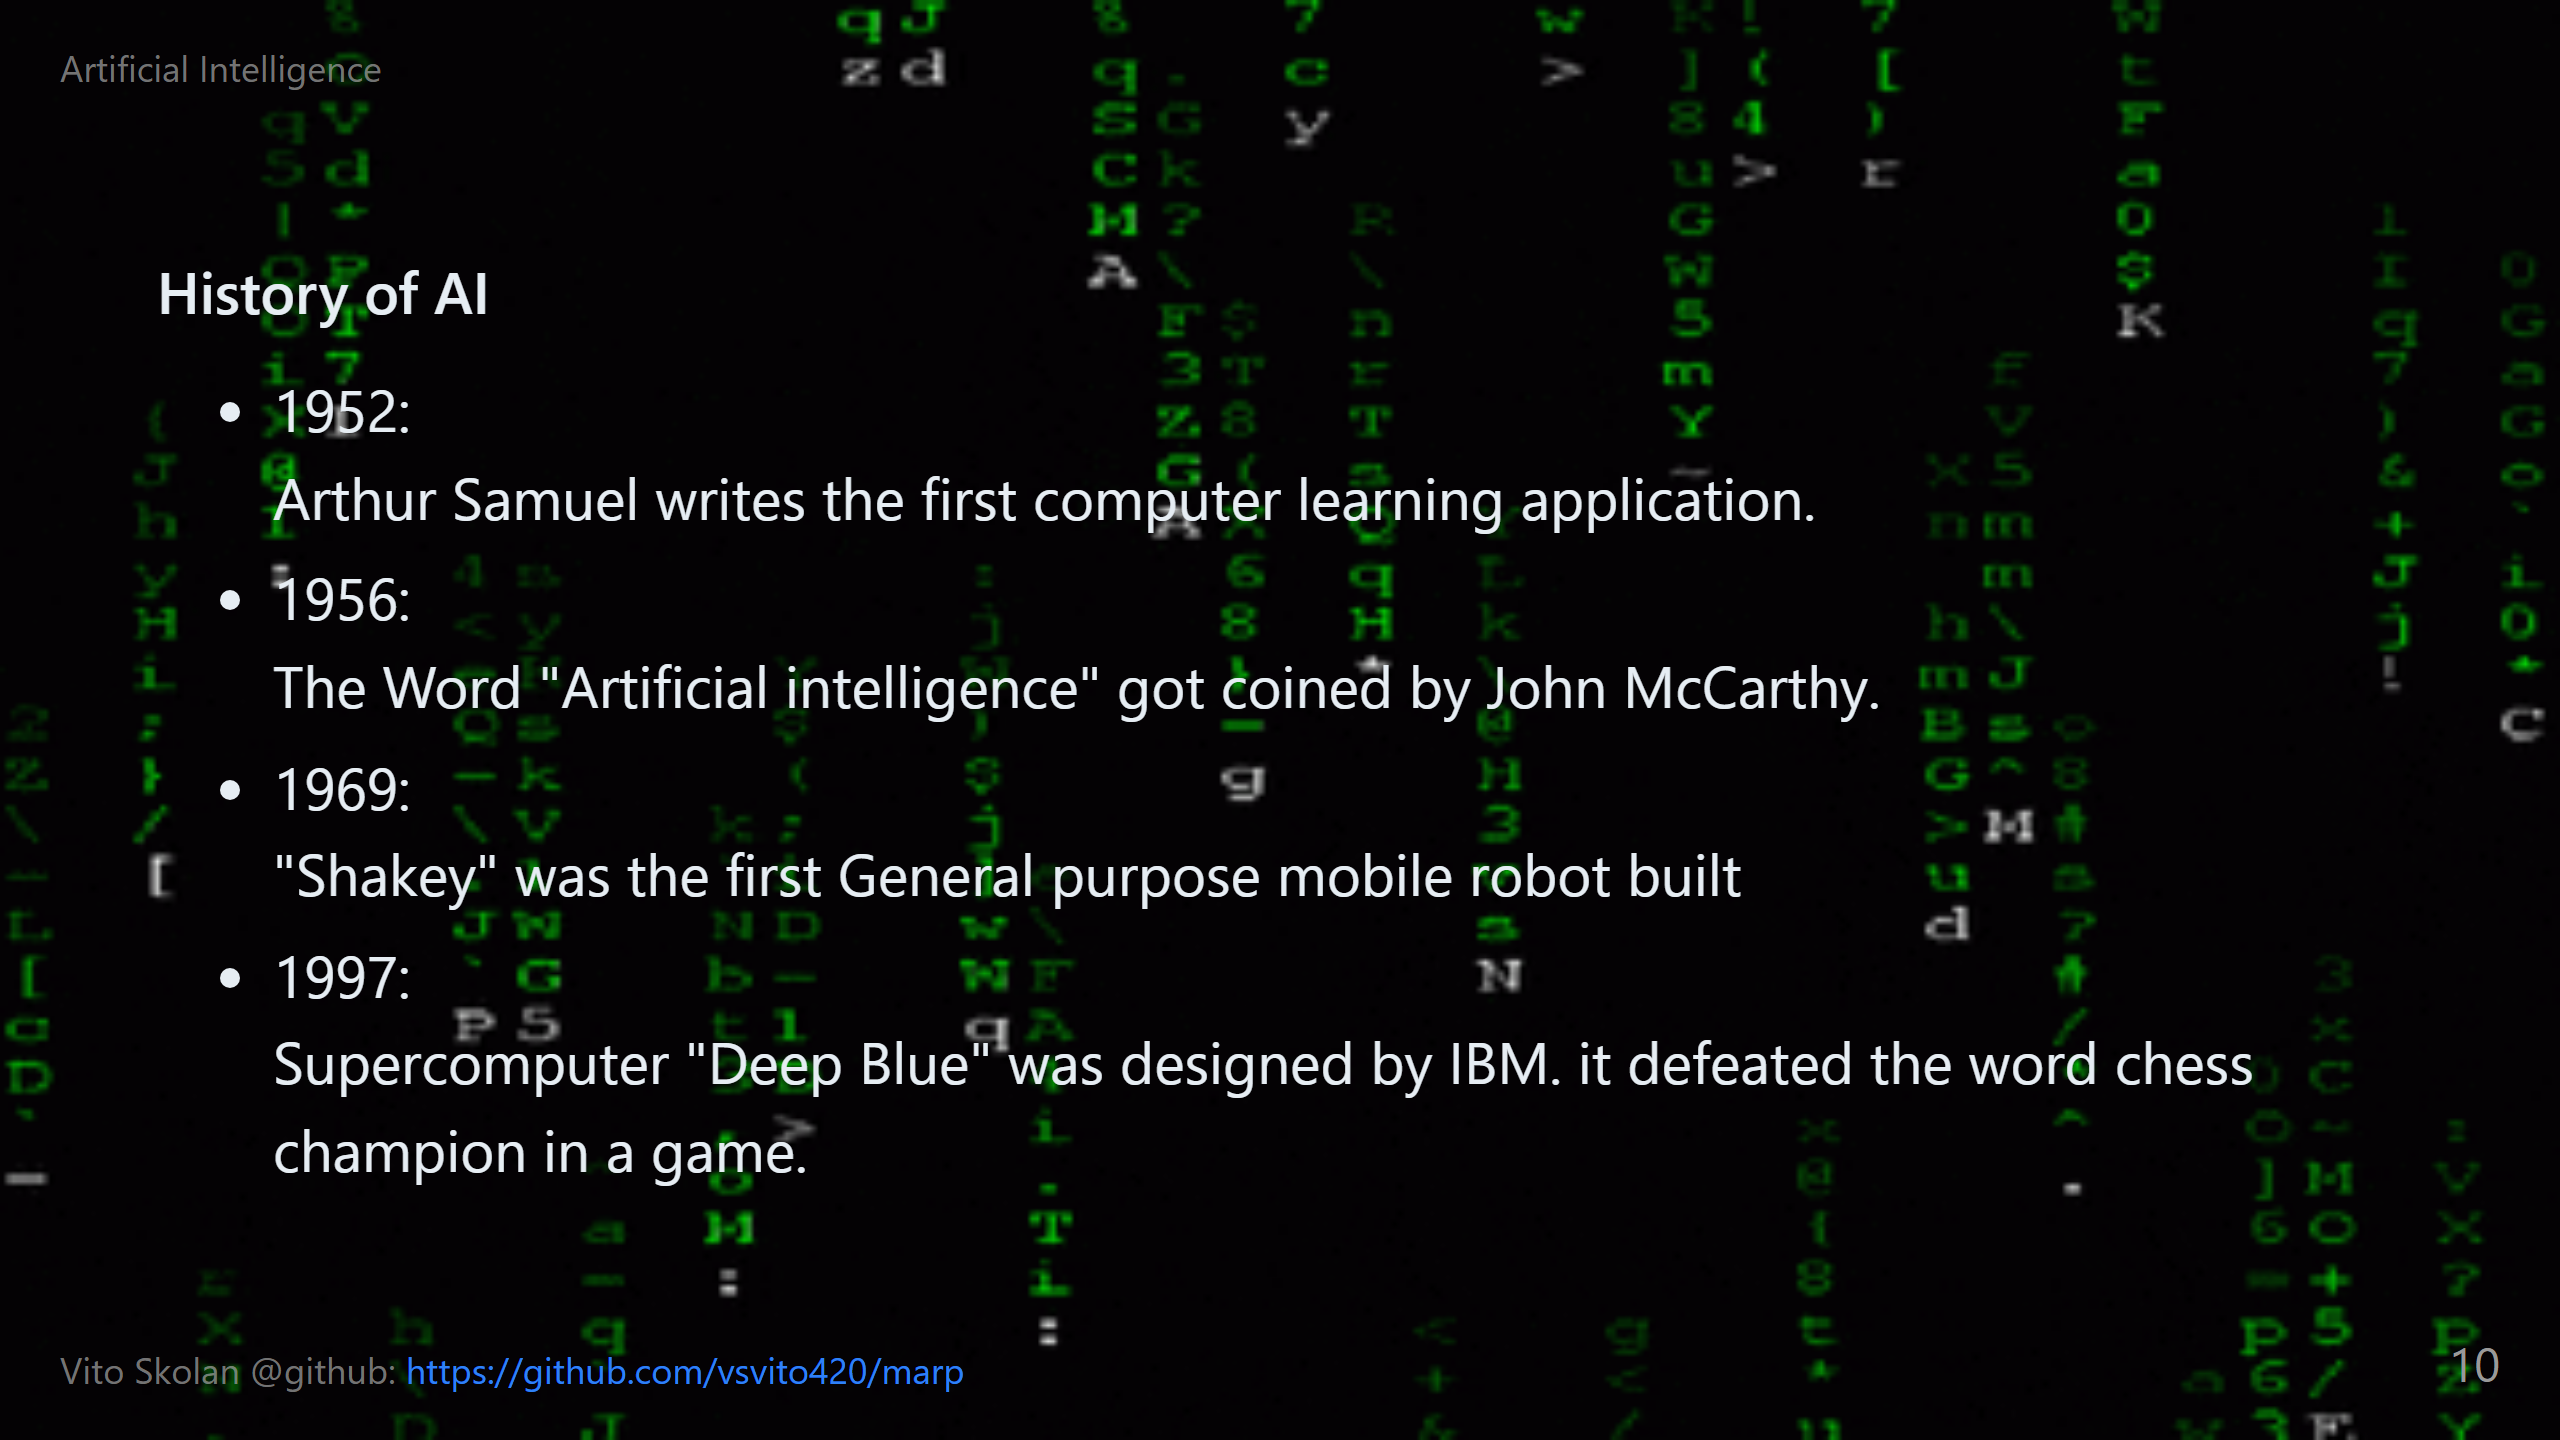 Artificial Intelligence
History of AI
• 1952:
Arthur Samuel writes the first computer learning application.
• 1956:
The Word "Artificial intelligence" got coined by John McCarthy.
• 1969:
"Shakey" was the first General purpose mobile robot built
• 1997:
Supercomputer "Deep Blue" was designed by IBM. it defeated the word chess
champion in a game.
Vito Skolan @github: https://github.com/vsvito420/marp
10